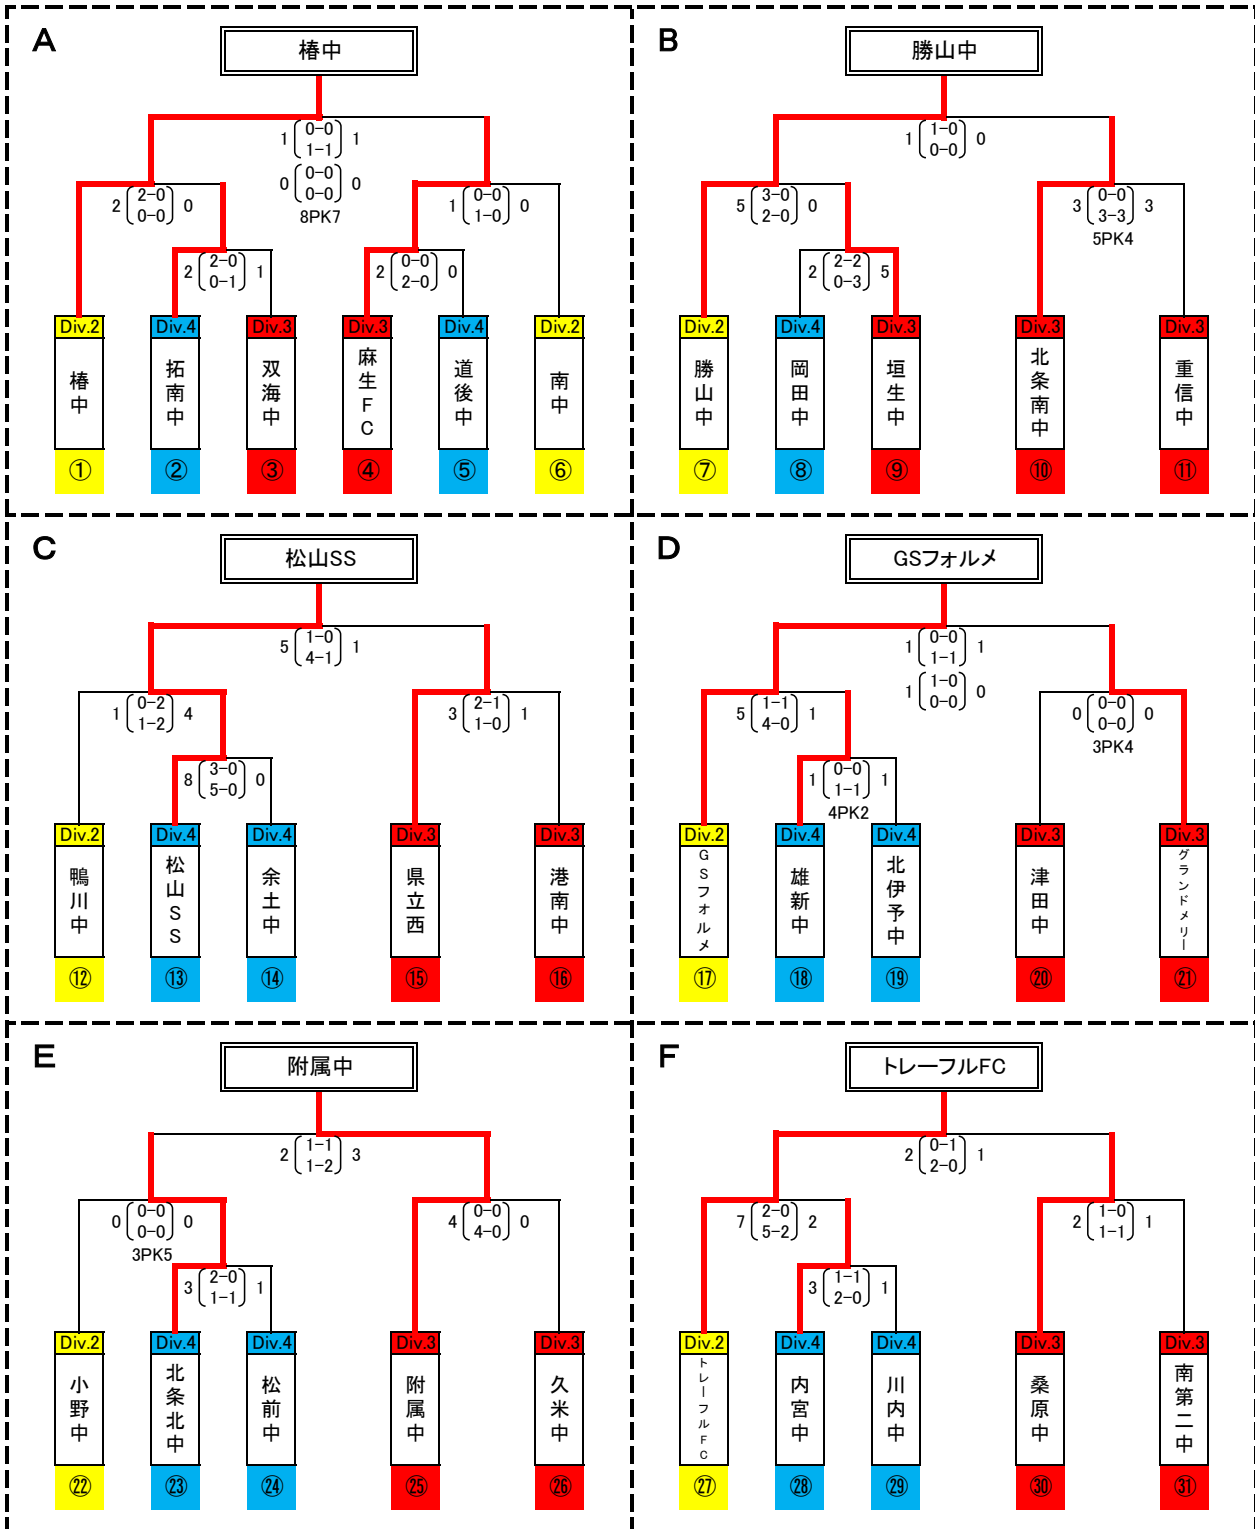 A
椿中
1 0-0 1
1-1
0 0-0 0
0-0
8PK7
2 2-0 0
0-0
1 0-0 0
1-0
2 2-0 1
0-1
2 0-0 0
2-0
Div.2 Div.4 Div.3 Div.3 Div.4 Div.2
椿中 拓南中 双海中 麻生FC 道後中 南中
① ② ③ ④ ⑤ ⑥
B
勝山中
1 1-0 0
0-0
5 3-0 0
2-0
3 0-0 3
3-3
5PK4
2 2-2 5
0-3
Div.2 Div.4 Div.3 Div.3 Div.3
勝山中 岡田中 垣生中 北条南中 重信中
⑦ ⑧ ⑨ ⑩ ⑪
C
松山SS
5 1-0 1
4-1
1 0-2 4
1-2
3 2-1 1
1-0
8 3-0 0
5-0
Div.2 Div.4 Div.4 Div.3 Div.3
鴨川中 松山SS 余土中 県立西 港南中
⑫ ⑬ ⑭ ⑮ ⑯
D
GSフォルメ
1 0-0 1
1-1
1 1-0 0
0-0
5 1-1 1
4-0
0 0-0 0
0-0
3PK4
1 0-0 1
1-1
4PK2
Div.2 Div.4 Div.4 Div.3 Div.3
GSフォルメ 雄新中 北伊予中 津田中 グランドメリー
⑰ ⑱ ⑲ ⑳ ㉑
E
附属中
2 1-1 3
1-2
0 0-0 0
0-0
3PK5
4 0-0 0
4-0
3 2-0 1
1-1
Div.2 Div.4 Div.4 Div.3 Div.3
小野中 北条北中 松前中 附属中 久米中
㉒ ㉓ ㉔ ㉕ ㉖
F
トレーフルFC
2 0-1 1
2-0
7 2-0 2
5-2
2 1-0 1
1-1
3 1-1 1
2-0
Div.2 Div.4 Div.4 Div.3 Div.3
トレーフルFC 内宮中 川内中 桑原中 南第二中
㉗ ㉘ ㉙ ㉚ ㉛